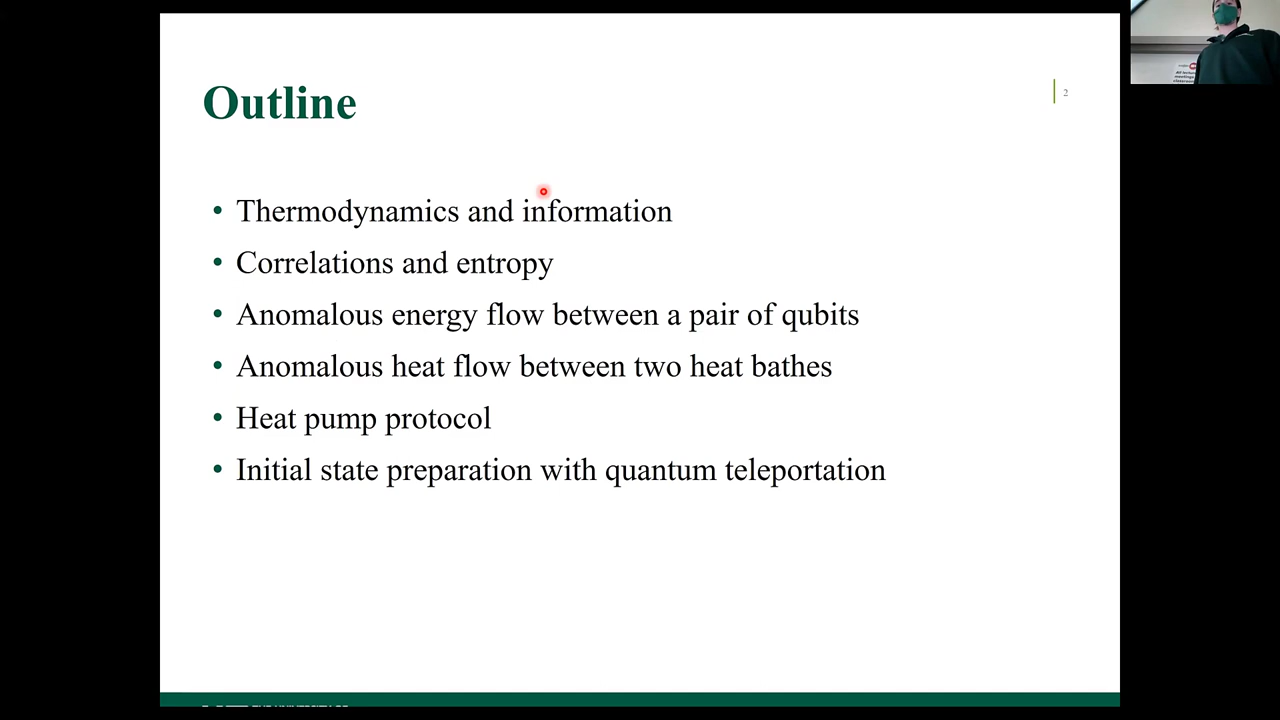 Outline
2
• Thermodynamics and information
• Correlations and entropy
• Anomalous energy flow between a pair of qubits
• Anomalous heat flow between two heat bathes
• Heat pump protocol
• Initial state preparation with quantum teleportation